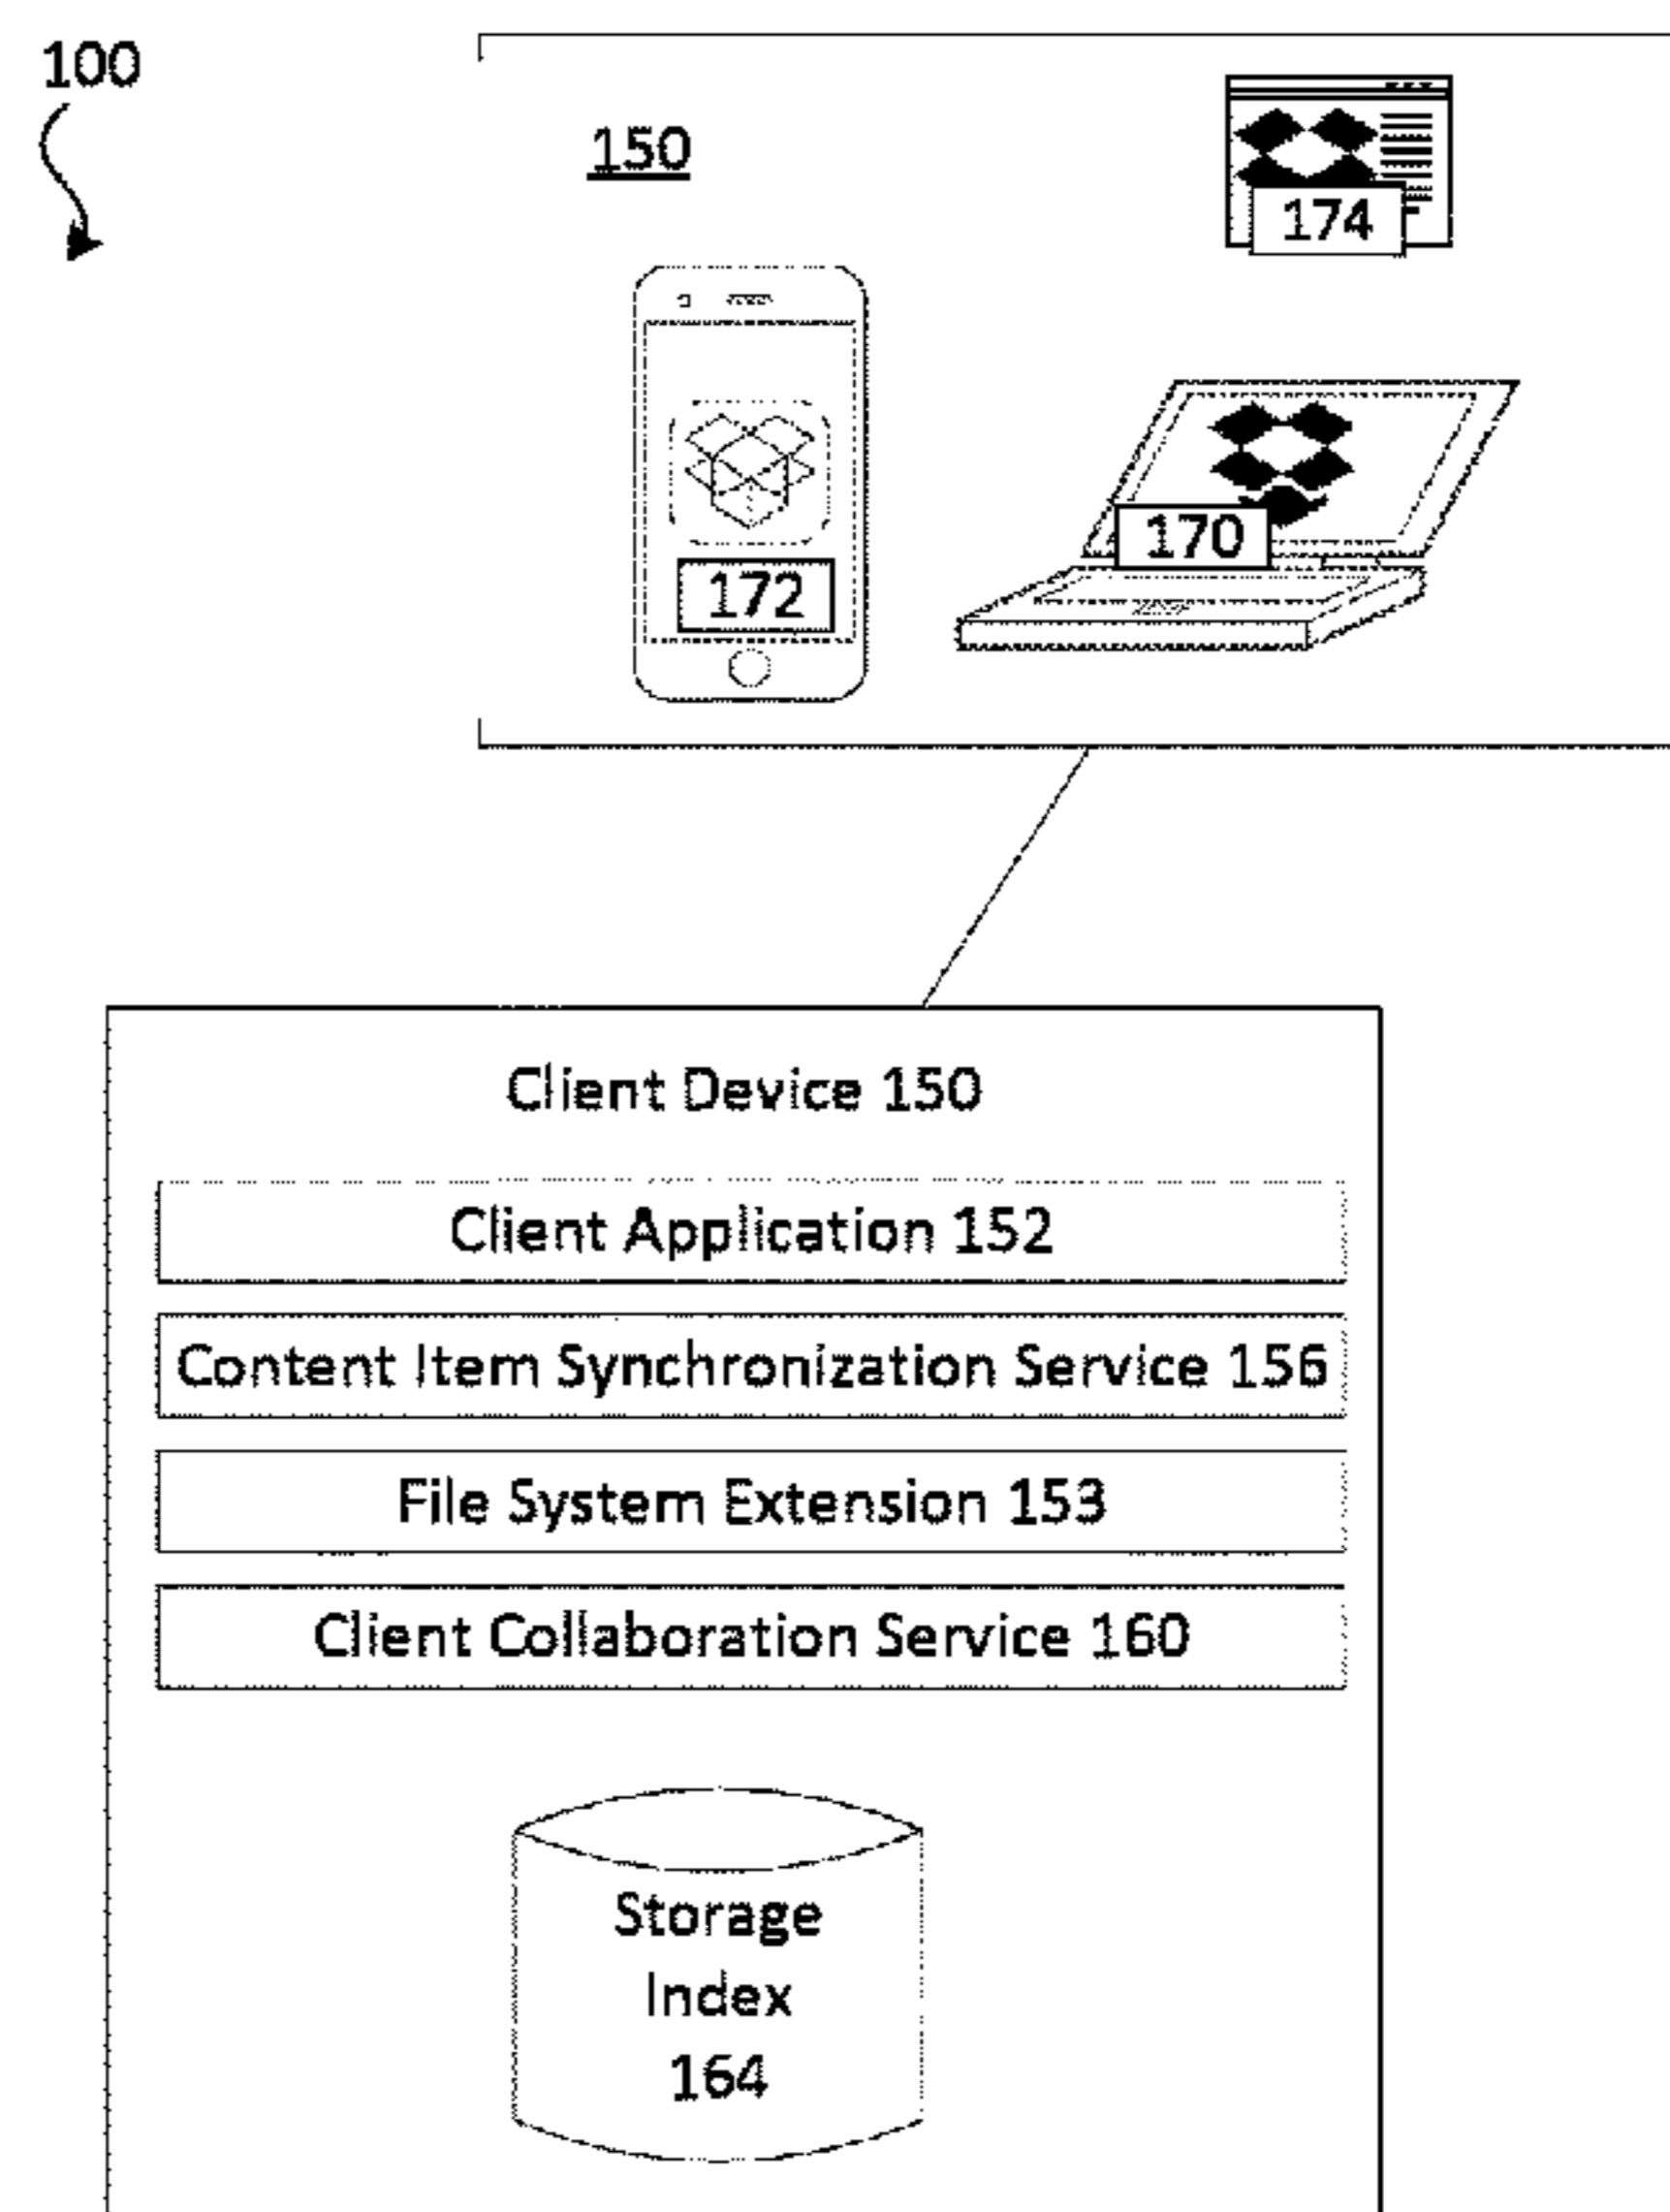 100
150
174
172
170
Client Device 150
Client Application 152
Content Item Synchronization Service 156
File System Extension 153
Client Collaboration Service 160
Storage
Index
164